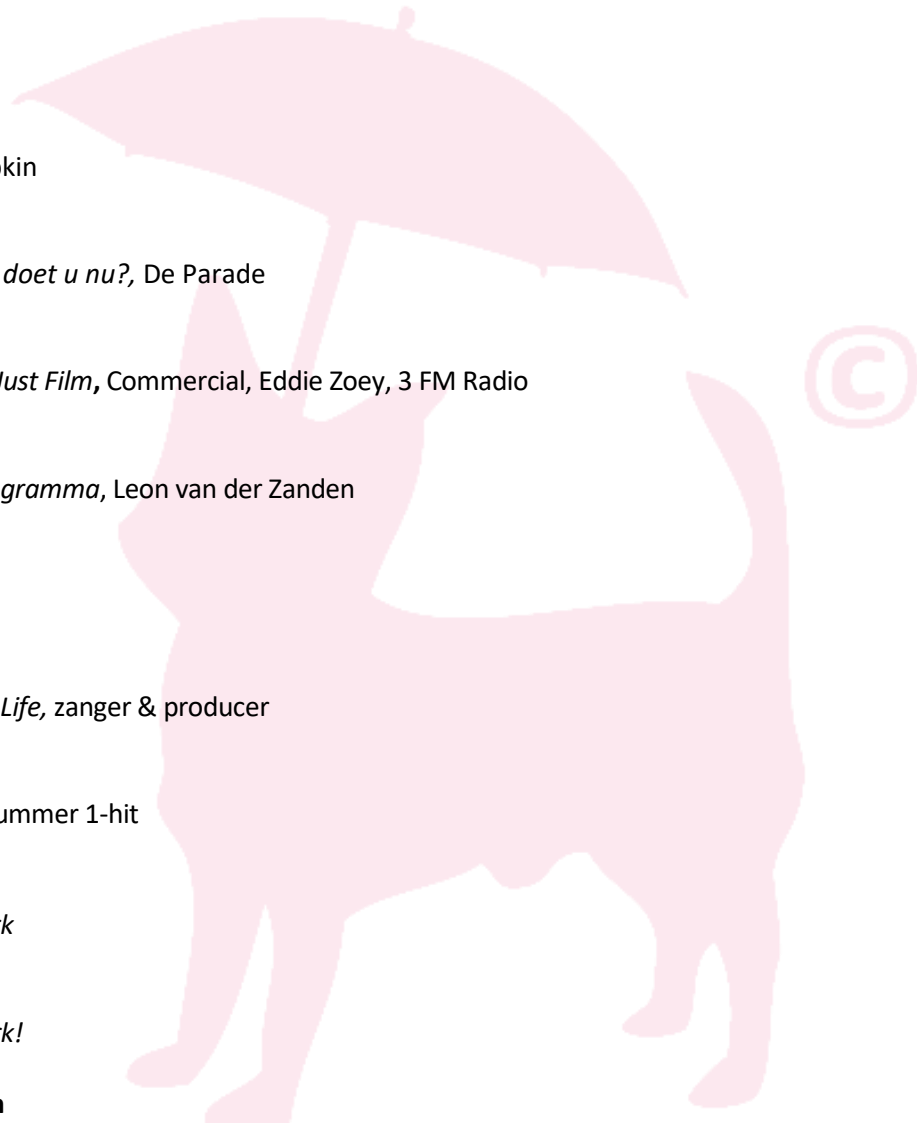 kin
doet u nu?, De Parade
Just Film, Commercial, Eddie Zoey, 3 FM Radio
gramma, Leon van der Zanden
©
Life, zanger & producer
ummer 1-hit
k
k!